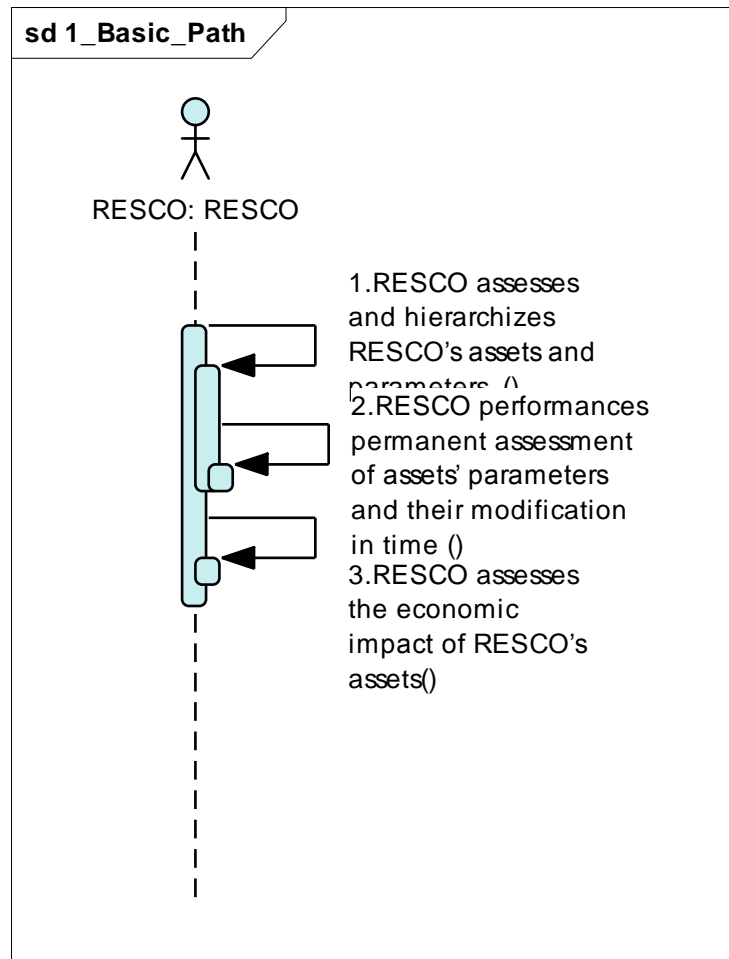 sd 1_Basic_Path
RESCO: RESCO
1.RESCO assesses
and hierarchizes
RESCO's assets and
parameters ()
2.RESCO performances
permanent assessment
of assets' parameters
and their modification
in time ()
3.RESCO assesses
the economic
impact of RESCO's
assets()